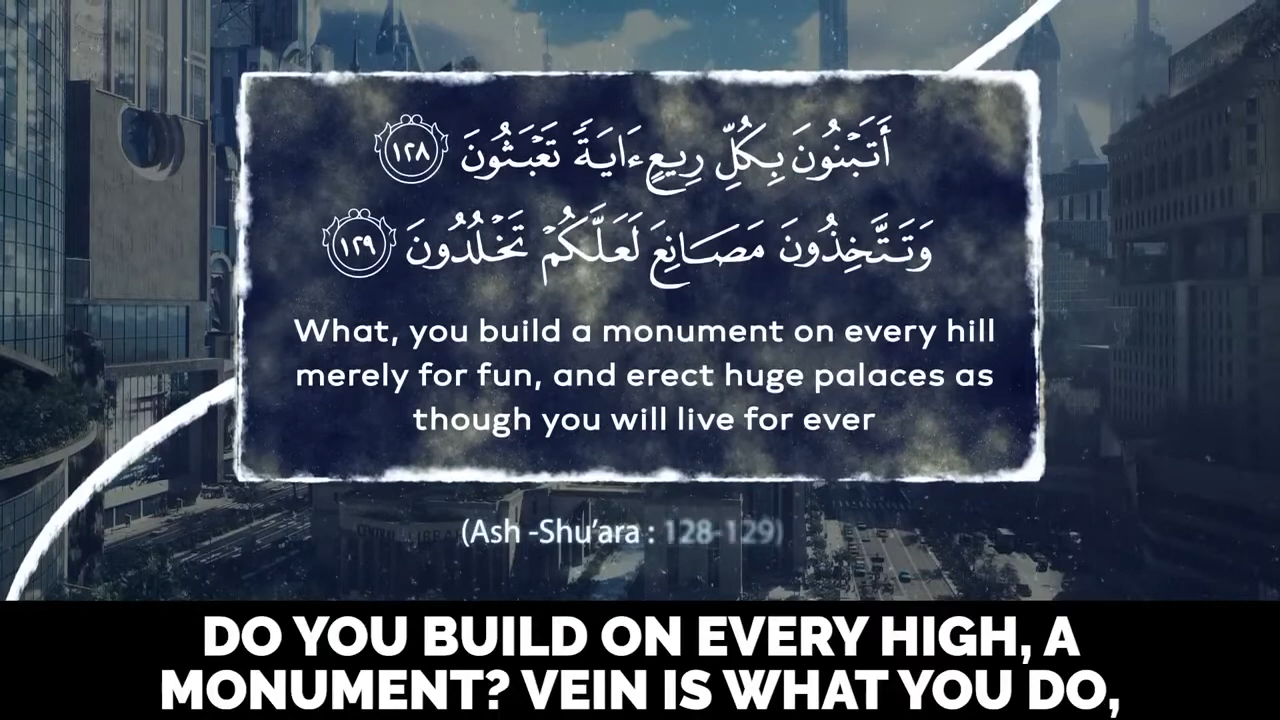 أَتَبْنُونَ بِكُلِّ رِيعٍ ءَايَةً تَعْبَثُونَ ١٢٨
وَتَتَّخِذُونَ مَصَانِعَ لَعَلَّكُمْ تَخْلُدُونَ ١٢٩
What, you build a monument on every hill
merely for fun, and erect huge palaces as
though you will live for ever
(Ash -Shu’ara : 128-129)
DO YOU BUILD ON EVERY HIGH, A
MONUMENT? VEIN IS WHAT YOU DO,